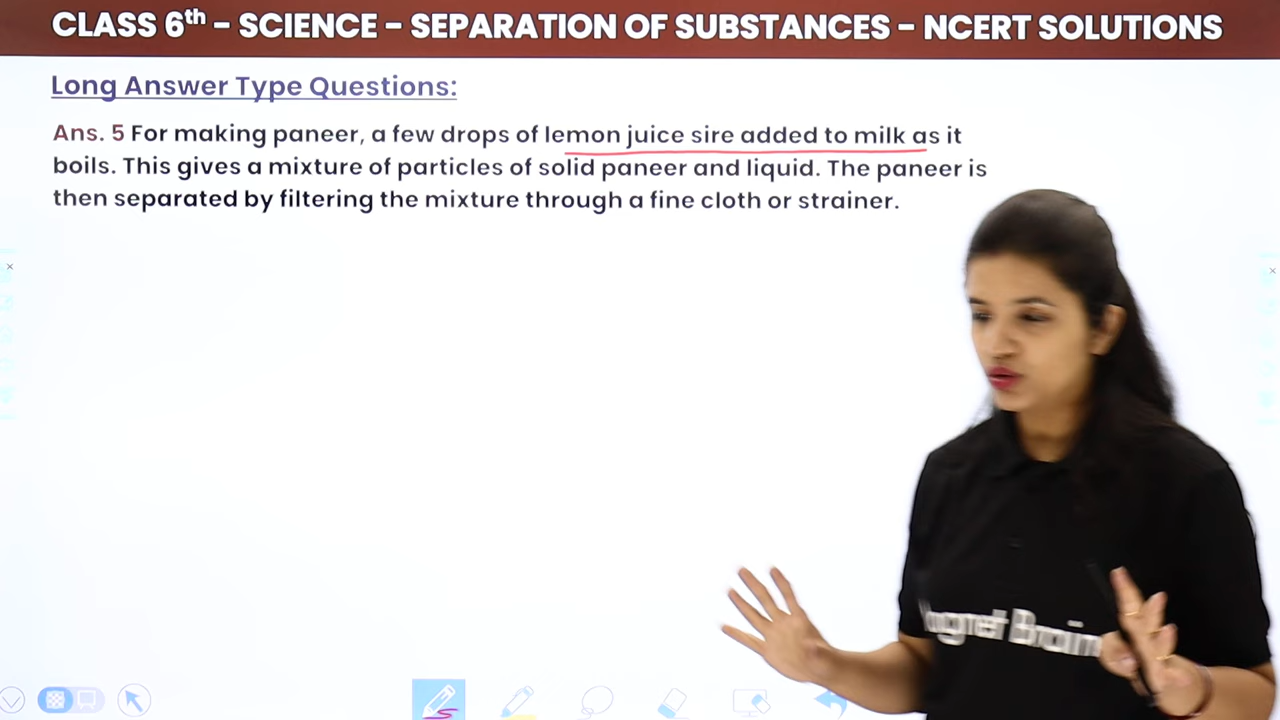 CLASS 6th – SCIENCE – SEPARATION OF SUBSTANCES – NCERT SOLUTIONS
Long Answer Type Questions:
Ans. 5 For making paneer, a few drops of lemon juice sire added to milk as it
boils. This gives a mixture of particles of solid paneer and liquid. The paneer is
then separated by filtering the mixture through a fine cloth or strainer.
agnet Brain